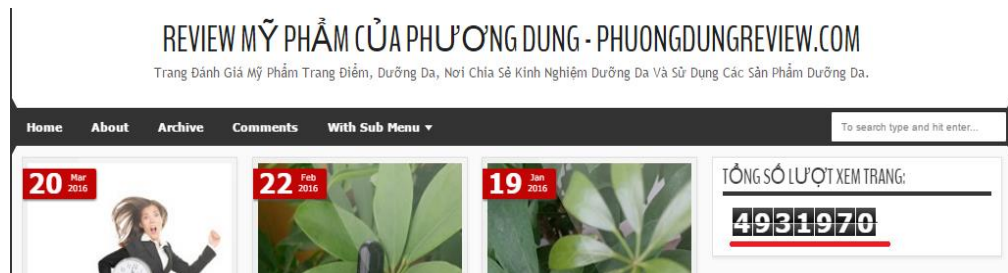 REVIEW MỸ PHẨM CỦA PHƯƠNG DUNG - PHUONGDUNGREVIEW.COM
Trang Đánh Giá Mỹ Phẩm Trang Điểm, Dưỡng Da, Nơi Chia Sẻ Kinh Nghiệm Dưỡng Da Và Sử Dụng Các Sản Phẩm Dưỡng Da.
Home About Archive Comments With Sub Menu ▾ To search type and hit enter...
20 Mar 2016
22 Feb 2016
19 Jan 2016
TỔNG SỐ LƯỢT XEM TRANG:
4931970